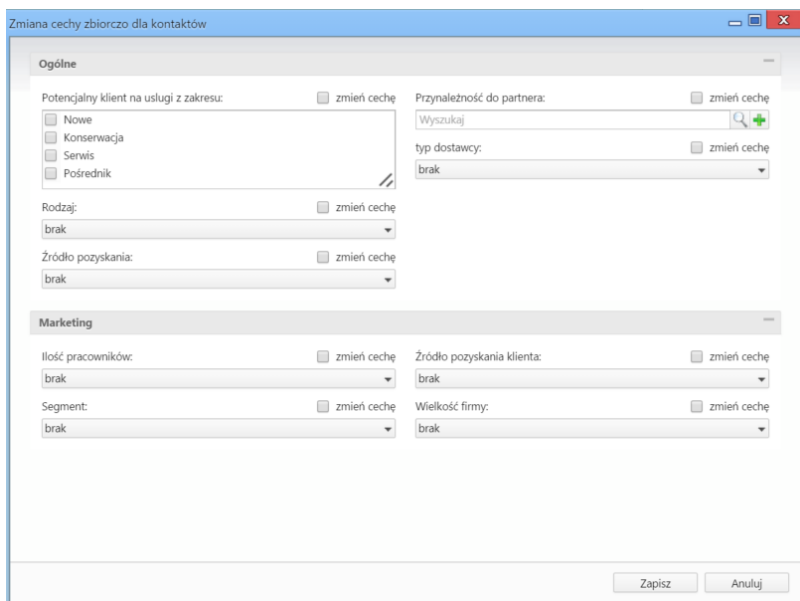 Zmiana cechy zbiorczo dla kontaktów
Ogólne
Potencjalny klient na usługi z zakresu: zmień cechę
Nowe
Konserwacja
Serwis
Pośrednik
Rodzaj: zmień cechę
brak
Źródło pozyskania: zmień cechę
brak
Przynależność do partnera: zmień cechę
Wyszukaj
typ dostawcy: zmień cechę
brak
Marketing
Ilość pracowników: zmień cechę
brak
Segment: zmień cechę
brak
Źródło pozyskania klienta: zmień cechę
brak
Wielkość firmy: zmień cechę
brak
Zapisz
Anuluj